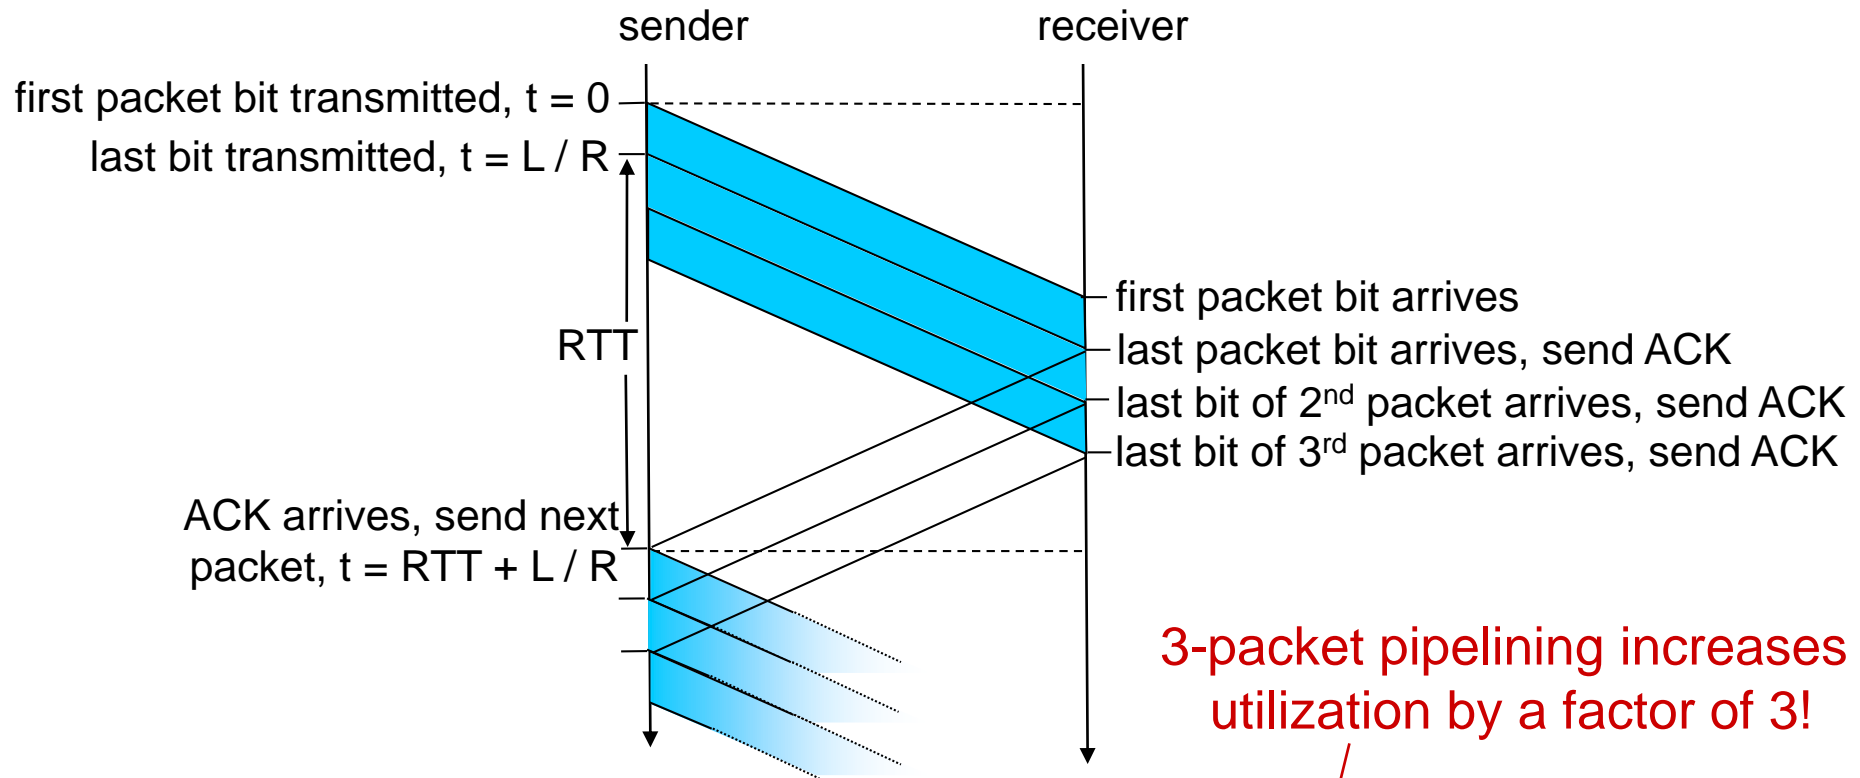 sender
receiver
first packet bit transmitted, t = 0
last bit transmitted, t = L / R
first packet bit arrives
RTT
last packet bit arrives, send ACK
last bit of 2nd packet arrives, send ACK
last bit of 3rd packet arrives, send ACK
ACK arrives, send next
packet, t = RTT + L / R
3-packet pipelining increases
utilization by a factor of 3!